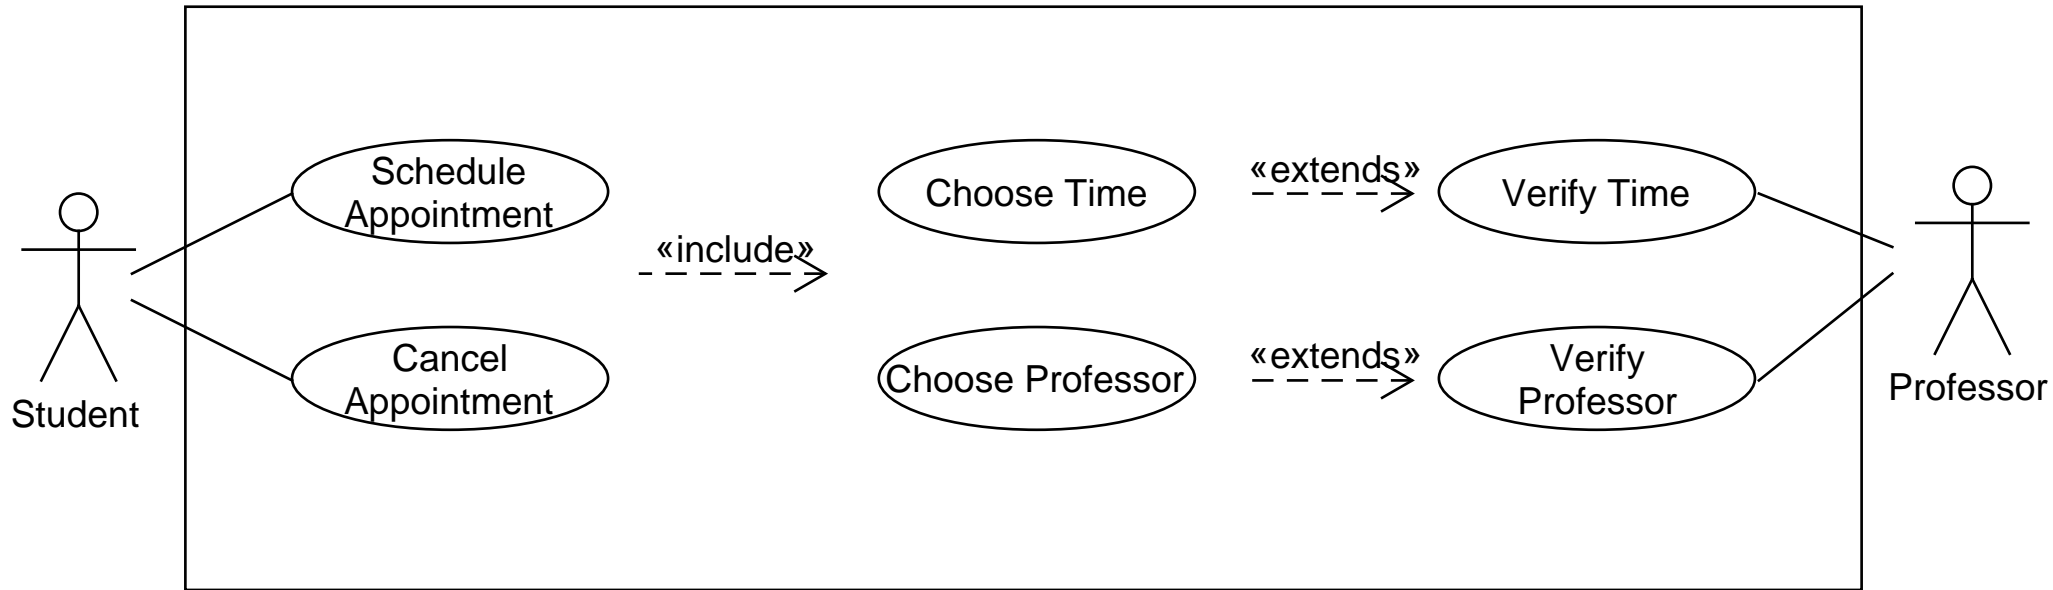 Schedule
Appointment
«include»
Cancel
Appointment
Student
Choose Time
Choose Professor
«extends»
«extends»
Verify Time
Verify
Professor
Professor